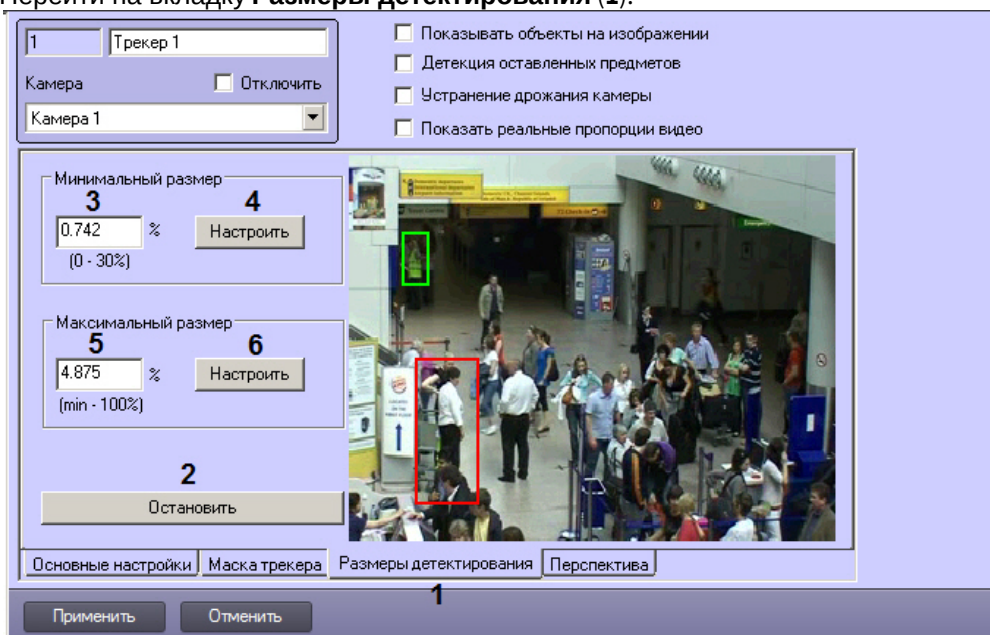 Перейти на вкладку Размеры детектирования (1).
1 Трекер 1
Показывать объекты на изображении
Детекция оставленных предметов
Камера Отключить
Устранение дрожания камеры
Камера 1
Показать реальные пропорции видео
Минимальный размер
3 4
0.742 % Настроить
(0 - 30%)
Максимальный размер
5 6
4.875 % Настроить
(min - 100%)
2
Остановить
Основные настройки Маска трекера Размеры детектирования Перспектива
1
Применить Отменить